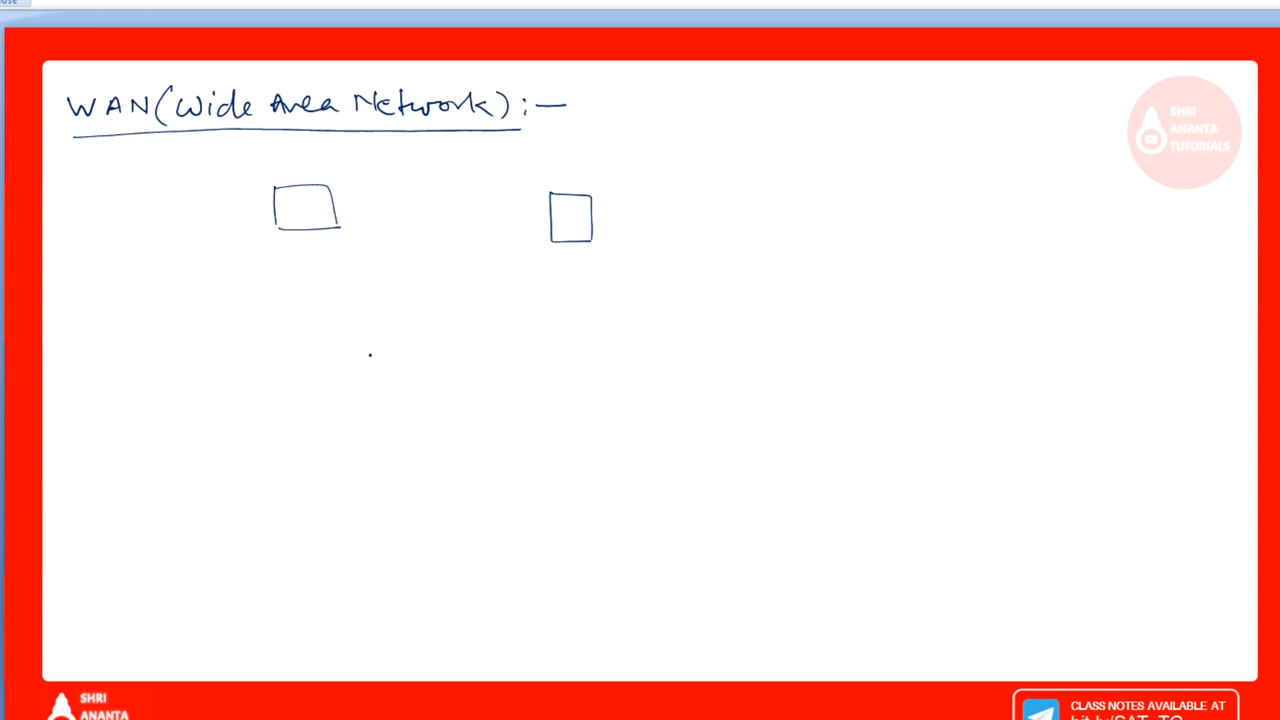 WAN(Wide Area Network):-
SHRI
ANANTA
TUTORIALS
SHRI
ANANTA
CLASS NOTES AVAILABLE AT